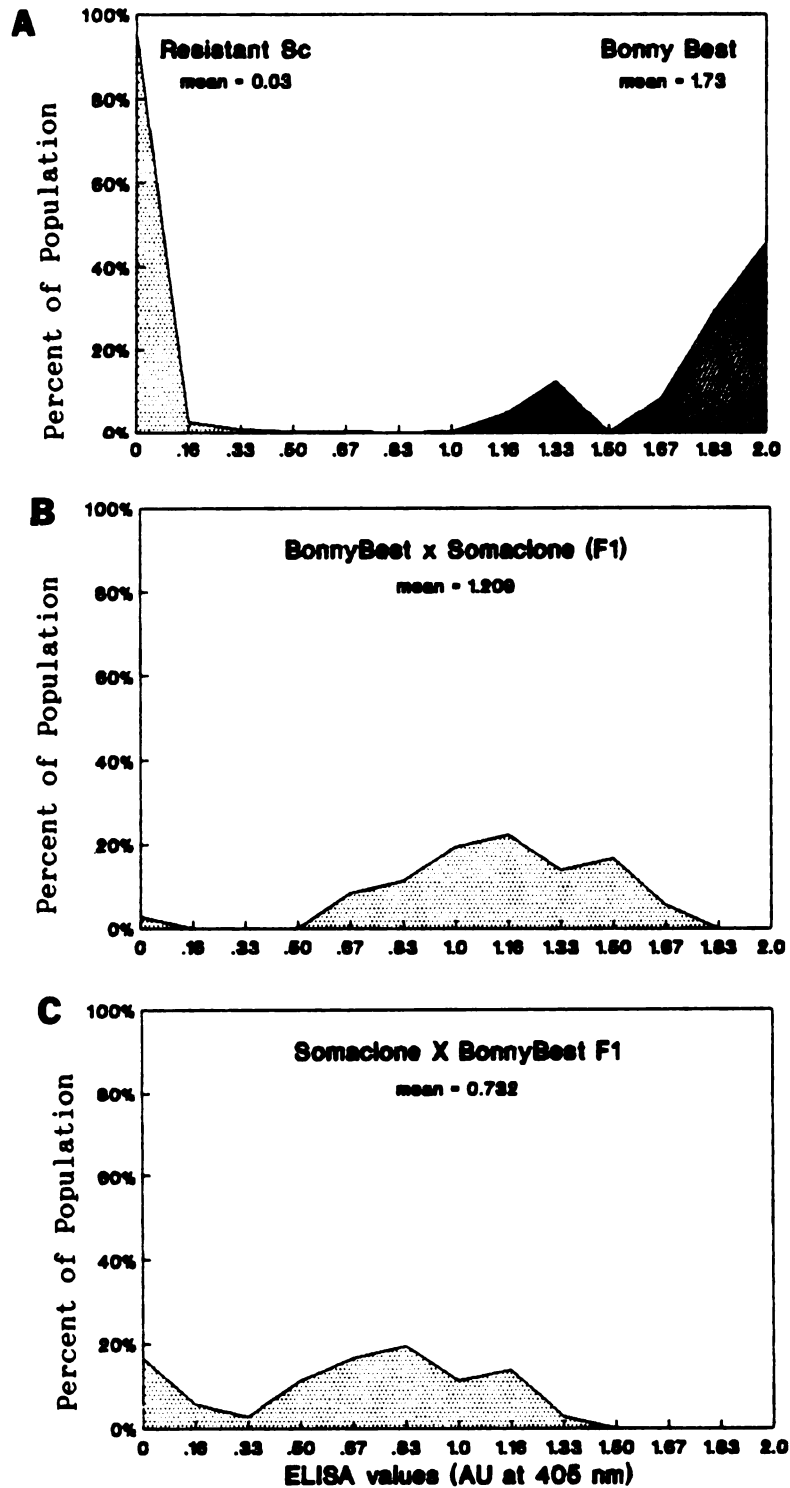 A
Percent of Population
100%
80%
60%
40%
20%
0%
Resistant Sc
mean = 0.03
Bonny Best
mean = 1.73
0 .16 .33 .50 .67 .83 1.0 1.16 1.33 1.50 1.67 1.83 2.0
B
Percent of Population
100%
80%
60%
40%
20%
0%
BonnyBest x Somaclone (F1)
mean = 1.209
0 .16 .33 .50 .67 .83 1.0 1.16 1.33 1.50 1.67 1.83 2.0
C
Percent of Population
100%
80%
60%
40%
20%
0%
Somaclone X BonnyBest F1
mean = 0.732
0 .16 .33 .50 .67 .83 1.0 1.16 1.33 1.50 1.67 1.83 2.0
ELISA values (AU at 405 nm)